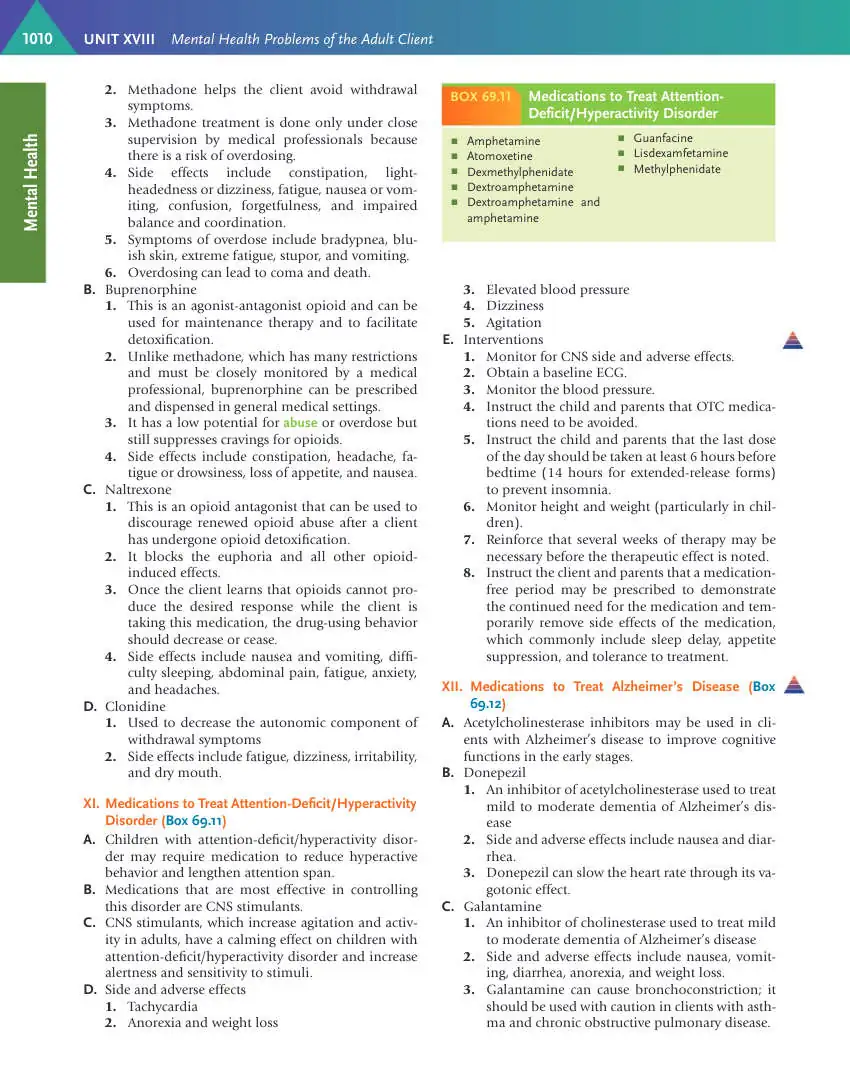 1010 UNIT XVIII Mental Health Problems of the Adult Client
Mental Health
2. Methadone helps the client avoid withdrawal
symptoms.
3. Methadone treatment is done only under close
supervision by medical professionals because
there is a risk of overdosing.
4. Side effects include constipation, light-
headedness or dizziness, fatigue, nausea or vom-
iting, confusion, forgetfulness, and impaired
balance and coordination.
5. Symptoms of overdose include bradypnea, blu-
ish skin, extreme fatigue, stupor, and vomiting.
6. Overdosing can lead to coma and death.
B. Buprenorphine
1. This is an agonist-antagonist opioid and can be
used for maintenance therapy and to facilitate
detoxification.
2. Unlike methadone, which has many restrictions
and must be closely monitored by a medical
professional, buprenorphine can be prescribed
and dispensed in general medical settings.
3. It has a low potential for abuse or overdose but
still suppresses cravings for opioids.
4. Side effects include constipation, headache, fa-
tigue or drowsiness, loss of appetite, and nausea.
C. Naltrexone
1. This is an opioid antagonist that can be used to
discourage renewed opioid abuse after a client
has undergone opioid detoxification.
2. It blocks the euphoria and all other opioid-
induced effects.
3. Once the client learns that opioids cannot pro-
duce the desired response while the client is
taking this medication, the drug-using behavior
should decrease or cease.
4. Side effects include nausea and vomiting, diffi-
culty sleeping, abdominal pain, fatigue, anxiety,
and headaches.
D. Clonidine
1. Used to decrease the autonomic component of
withdrawal symptoms
2. Side effects include fatigue, dizziness, irritability,
and dry mouth.
XI. Medications to Treat Attention-Deficit/Hyperactivity
Disorder (Box 69.11)
A. Children with attention-deficit/hyperactivity disor-
der may require medication to reduce hyperactive
behavior and lengthen attention span.
B. Medications that are most effective in controlling
this disorder are CNS stimulants.
C. CNS stimulants, which increase agitation and activ-
ity in adults, have a calming effect on children with
attention-deficit/hyperactivity disorder and increase
alertness and sensitivity to stimuli.
D. Side and adverse effects
1. Tachycardia
2. Anorexia and weight loss
BOX 69.11 Medications to Treat Attention-
Deficit/Hyperactivity Disorder
■ Amphetamine
■ Atomoxetine
■ Dexmethylphenidate
■ Dextroamphetamine
■ Dextroamphetamine and
amphetamine
■ Guanfacine
■ Lisdexamfetamine
■ Methylphenidate
3. Elevated blood pressure
4. Dizziness
5. Agitation
E. Interventions
1. Monitor for CNS side and adverse effects.
2. Obtain a baseline ECG.
3. Monitor the blood pressure.
4. Instruct the child and parents that OTC medica-
tions need to be avoided.
5. Instruct the child and parents that the last dose
of the day should be taken at least 6 hours before
bedtime (14 hours for extended-release forms)
to prevent insomnia.
6. Monitor height and weight (particularly in chil-
dren).
7. Reinforce that several weeks of therapy may be
necessary before the therapeutic effect is noted.
8. Instruct the client and parents that a medication-
free period may be prescribed to demonstrate
the continued need for the medication and tem-
porarily remove side effects of the medication,
which commonly include sleep delay, appetite
suppression, and tolerance to treatment.
XII. Medications to Treat Alzheimer's Disease (Box
69.12)
A. Acetylcholinesterase inhibitors may be used in cli-
ents with Alzheimer's disease to improve cognitive
functions in the early stages.
B. Donepezil
1. An inhibitor of acetylcholinesterase used to treat
mild to moderate dementia of Alzheimer's dis-
ease
2. Side and adverse effects include nausea and diar-
rhea.
3. Donepezil can slow the heart rate through its va-
gotonic effect.
C. Galantamine
1. An inhibitor of cholinesterase used to treat mild
to moderate dementia of Alzheimer's disease
2. Side and adverse effects include nausea, vomit-
ing, diarrhea, anorexia, and weight loss.
3. Galantamine can cause bronchoconstriction; it
should be used with caution in clients with asth-
ma and chronic obstructive pulmonary disease.